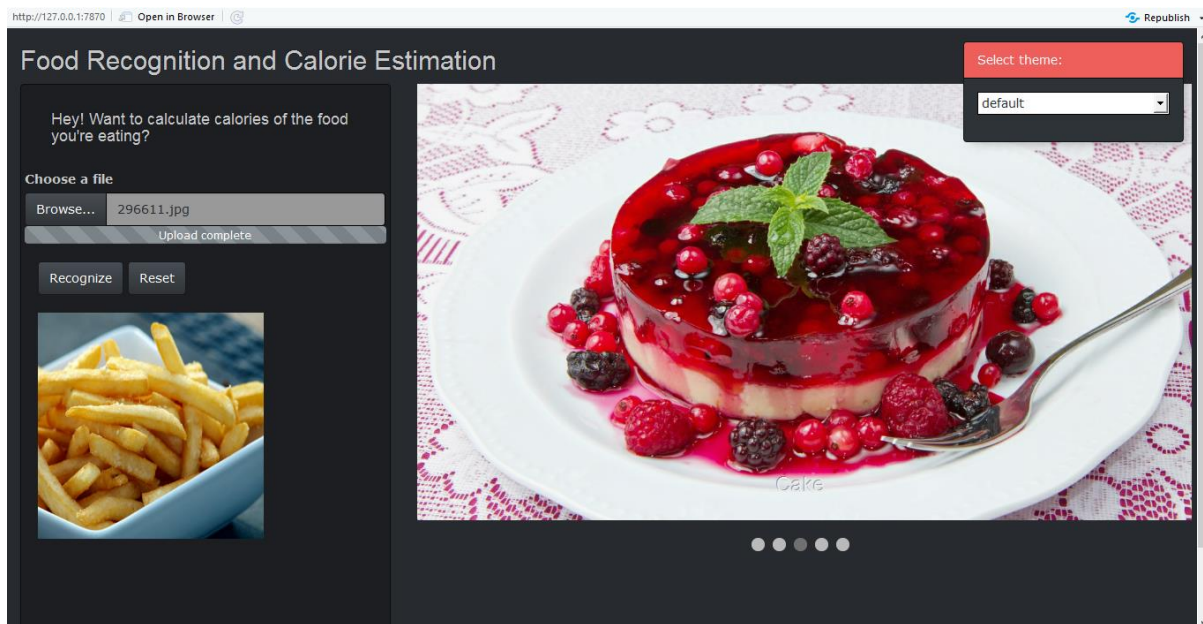 http://127.0.0.1:7870 Open in Browser Republish
Food Recognition and Calorie Estimation
Select theme:
default
Hey! Want to calculate calories of the food
you're eating?
Choose a file
Browse... 296611.jpg
Upload complete
Recognize Reset
Cake